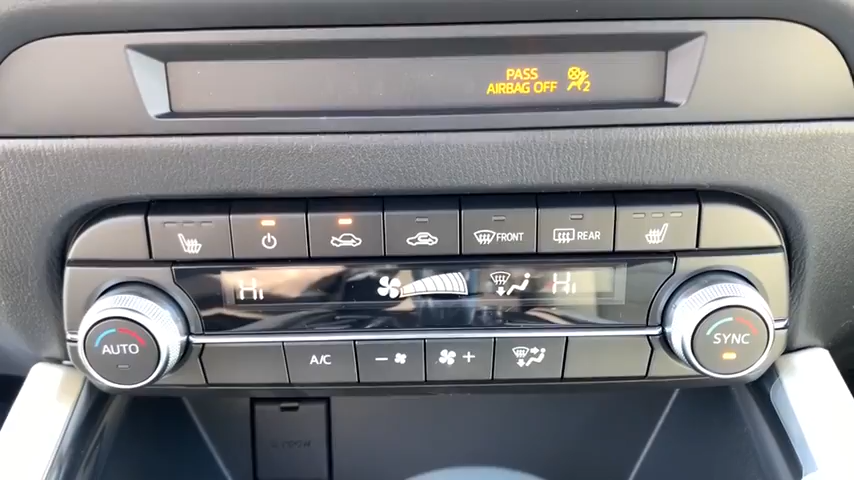 PASS
AIRBAG OFF 2
FRONT
REAR
Hi
Hi
AUTO
SYNC
A/C
−
+